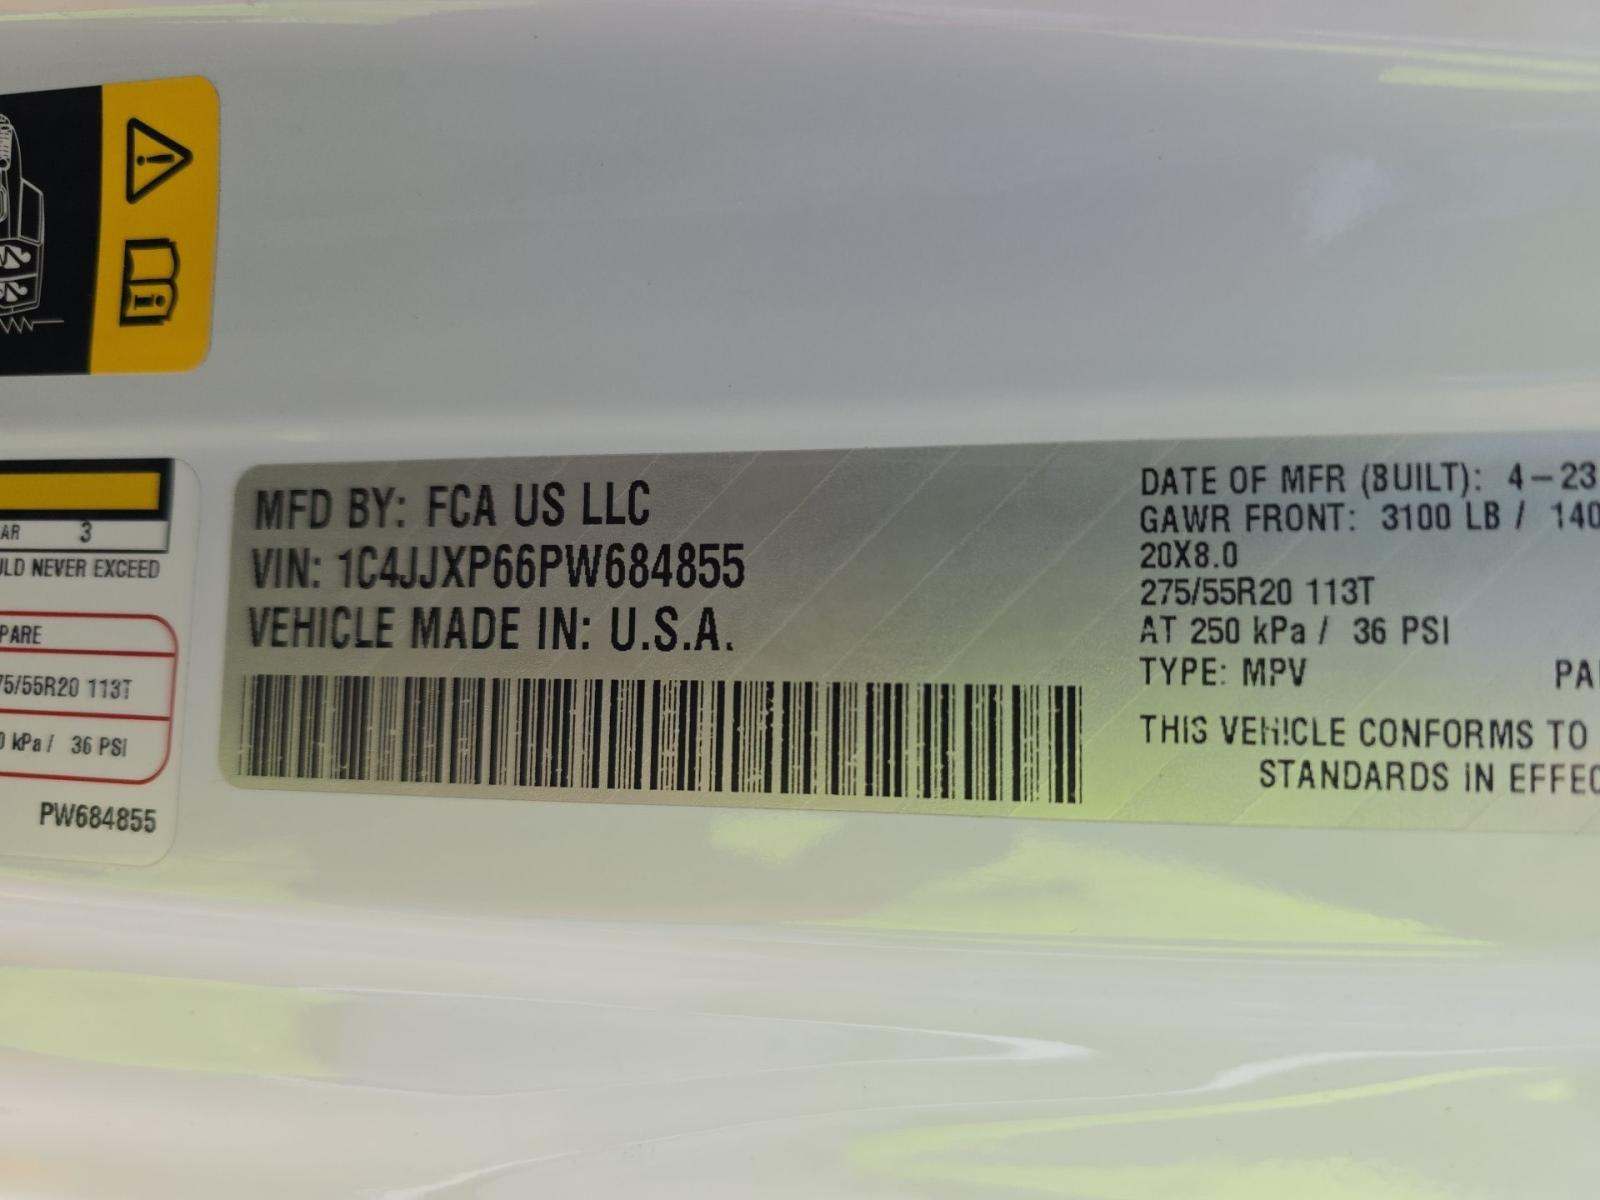 AR 3
ULD NEVER EXCEED
PARE
75/55R20 113T
0 kPa / 36 PSI
PW684855
MFD BY: FCA US LLC
VIN: 1C4JJXP66PW684855
VEHICLE MADE IN: U.S.A.
DATE OF MFR (BUILT): 4-23
GAWR FRONT: 3100 LB / 140
20X8.0
275/55R20 113T
AT 250 kPa / 36 PSI
TYPE: MPV PA
THIS VEHICLE CONFORMS TO
STANDARDS IN EFFEC